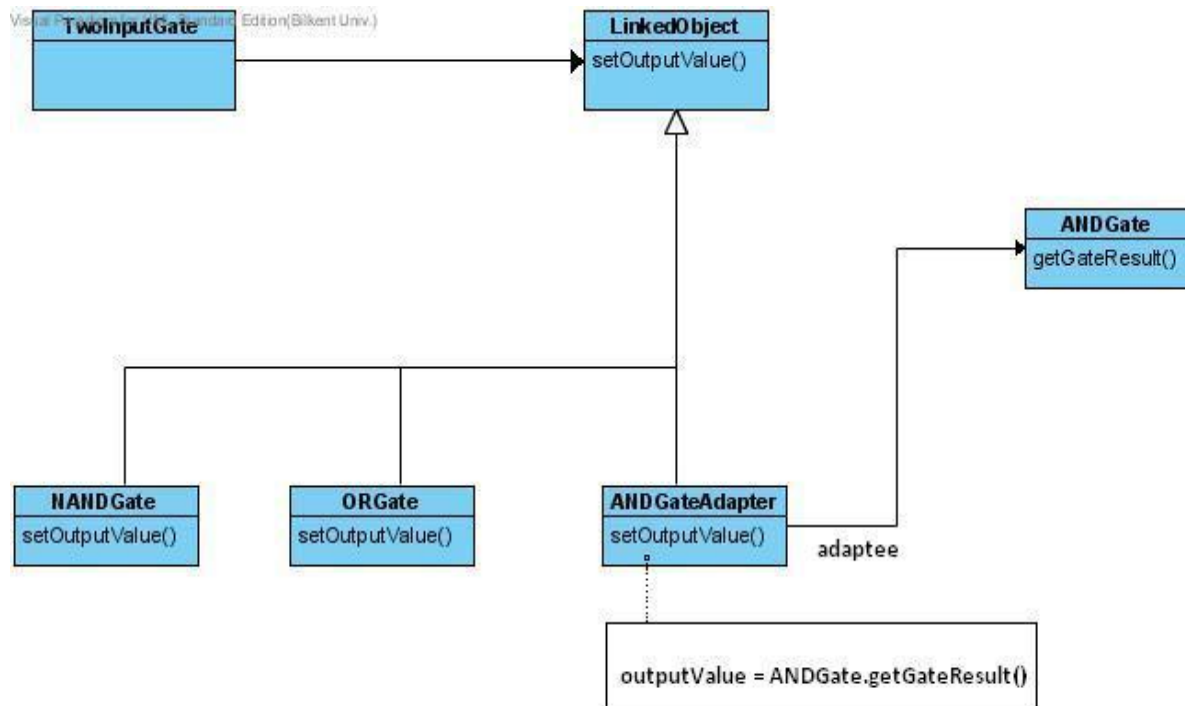 TwoInputGate
Edition(Bilkent Univ.)
LinkedObject
setOutputValue()
ANDGate
getGateResult()
NANDGate
setOutputValue()
ORGate
setOutputValue()
ANDGateAdapter
setOutputValue()
adaptee
outputValue = ANDGate.getGateResult()